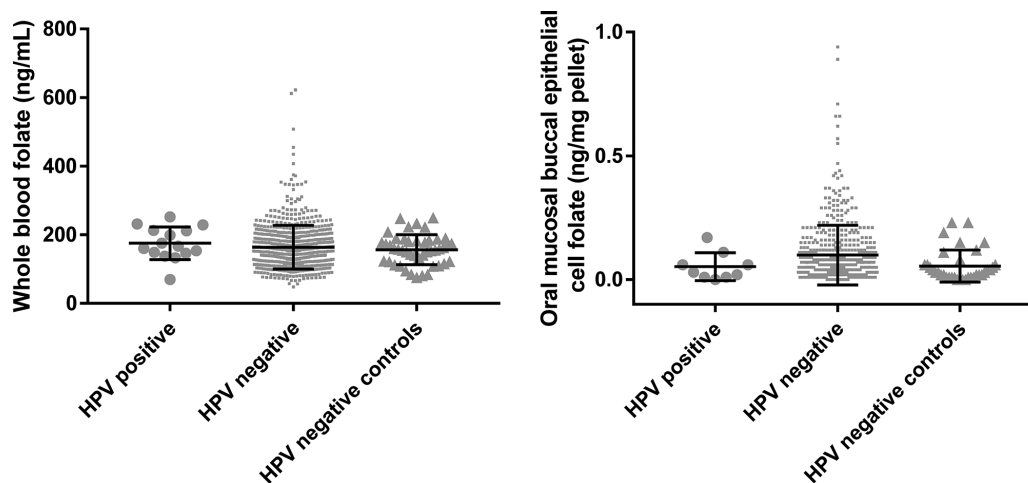 Whole blood folate (ng/mL)
800
600
400
200
0
HPV positive
HPV negative
HPV negative controls
Oral mucosal buccal epithelial
cell folate (ng/mg pellet)
1.0
0.5
0.0
HPV positive
HPV negative
HPV negative controls